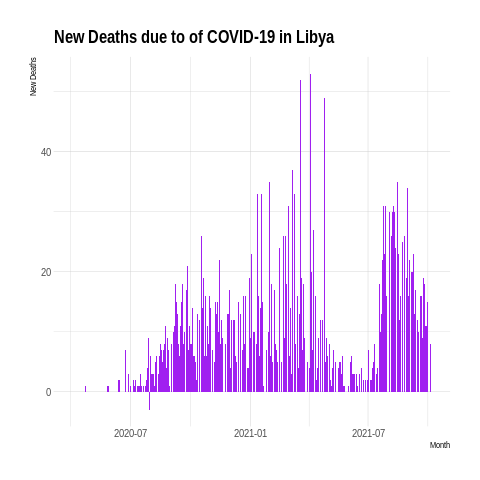 New Deaths due to of COVID-19 in Libya
New Deaths
40
20
0
2020-07
2021-01
2021-07
Month